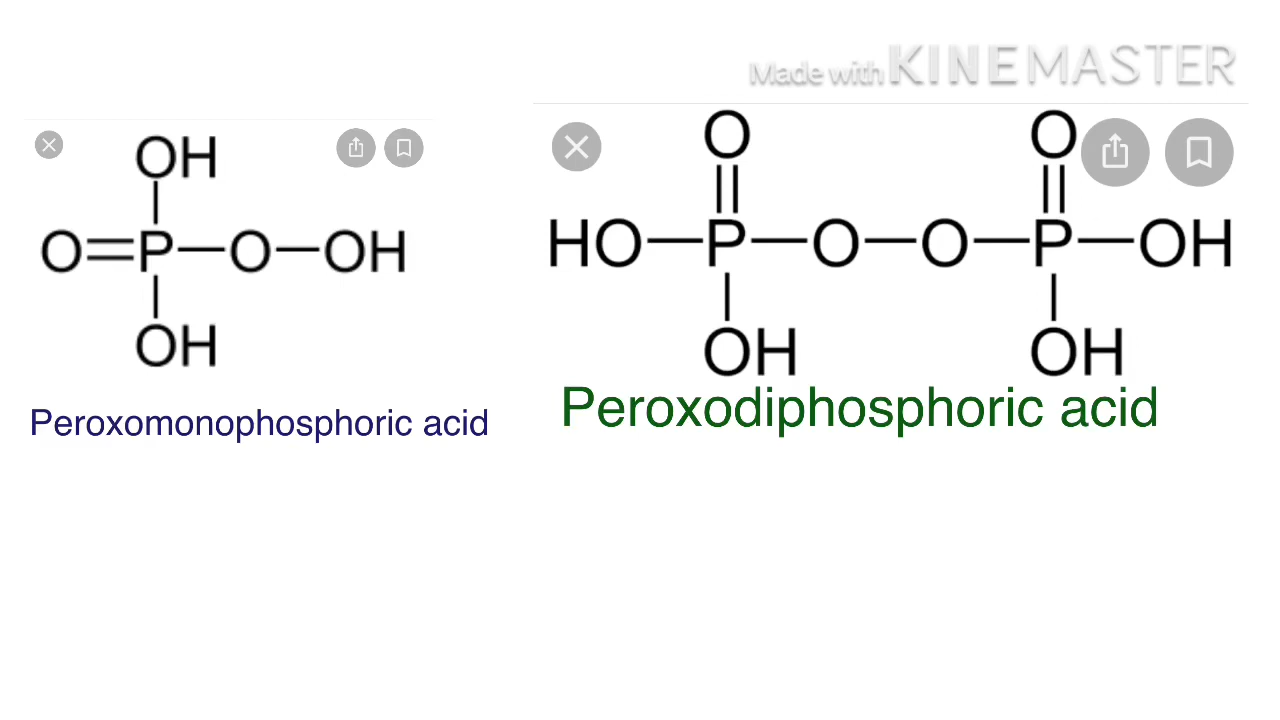 Made with KINEMASTER
OH
O=P—O—OH
OH
Peroxomonophosphoric acid
O O
HO—P—O—O—P—OH
OH OH
Peroxodiphosphoric acid